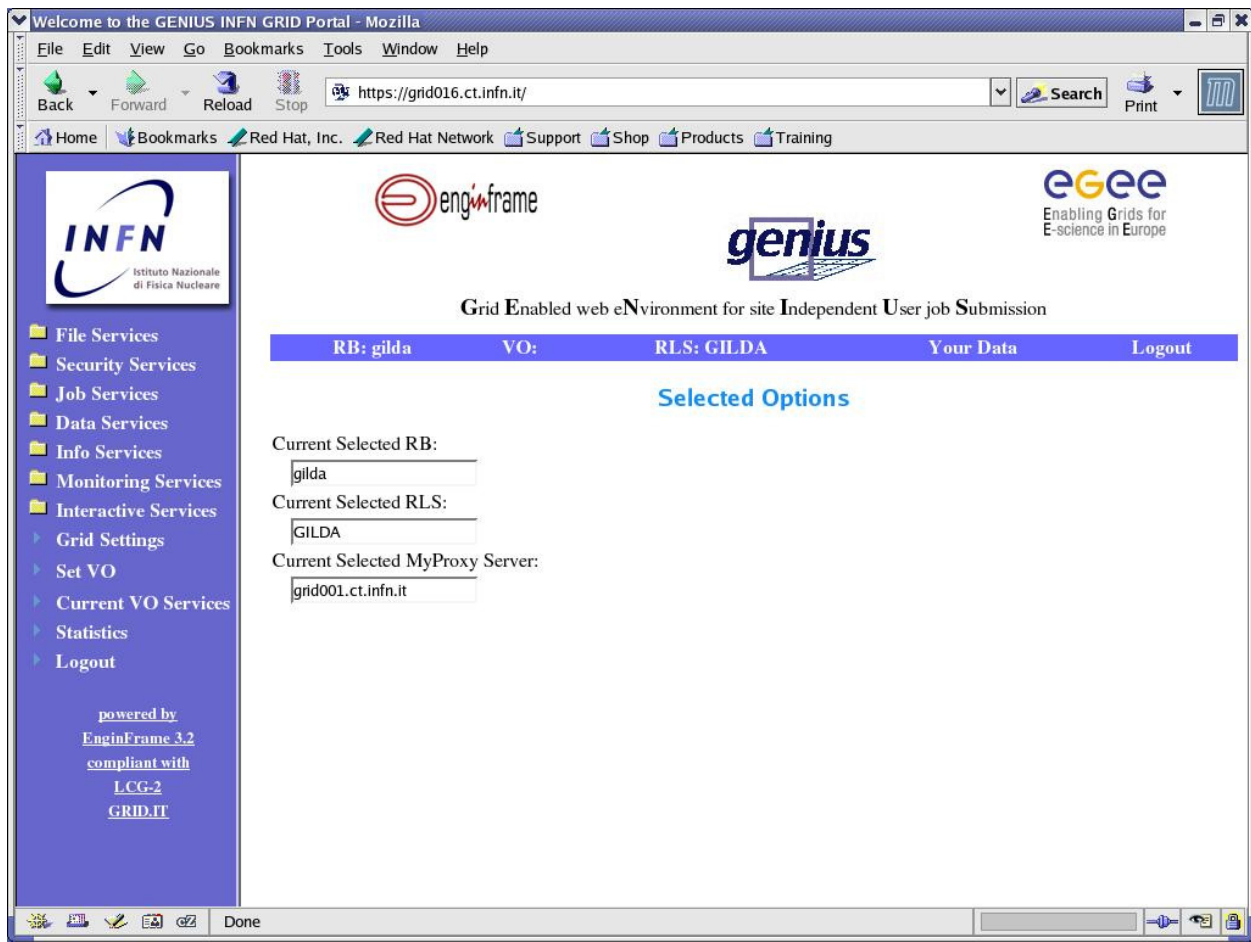 Welcome to the GENIUS INFN GRID Portal - Mozilla
File Edit View Go Bookmarks Tools Window Help
Back Forward Reload Stop https://grid016.ct.infn.it/ Search Print
Home Bookmarks Red Hat, Inc. Red Hat Network Support Shop Products Training
INFN
Istituto Nazionale
di Fisica Nucleare
File Services
Security Services
Job Services
Data Services
Info Services
Monitoring Services
Interactive Services
Grid Settings
Set VO
Current VO Services
Statistics
Logout
powered by
EnginFrame 3.2
compliant with
LCG-2
GRID.IT
enginframe
genius
eGee
Enabling Grids for
E-science in Europe
Grid Enabled web eNvironment for site Independent User job Submission
RB: gilda VO: RLS: GILDA Your Data Logout
Selected Options
Current Selected RB:
gilda
Current Selected RLS:
GILDA
Current Selected MyProxy Server:
grid001.ct.infn.it
Done